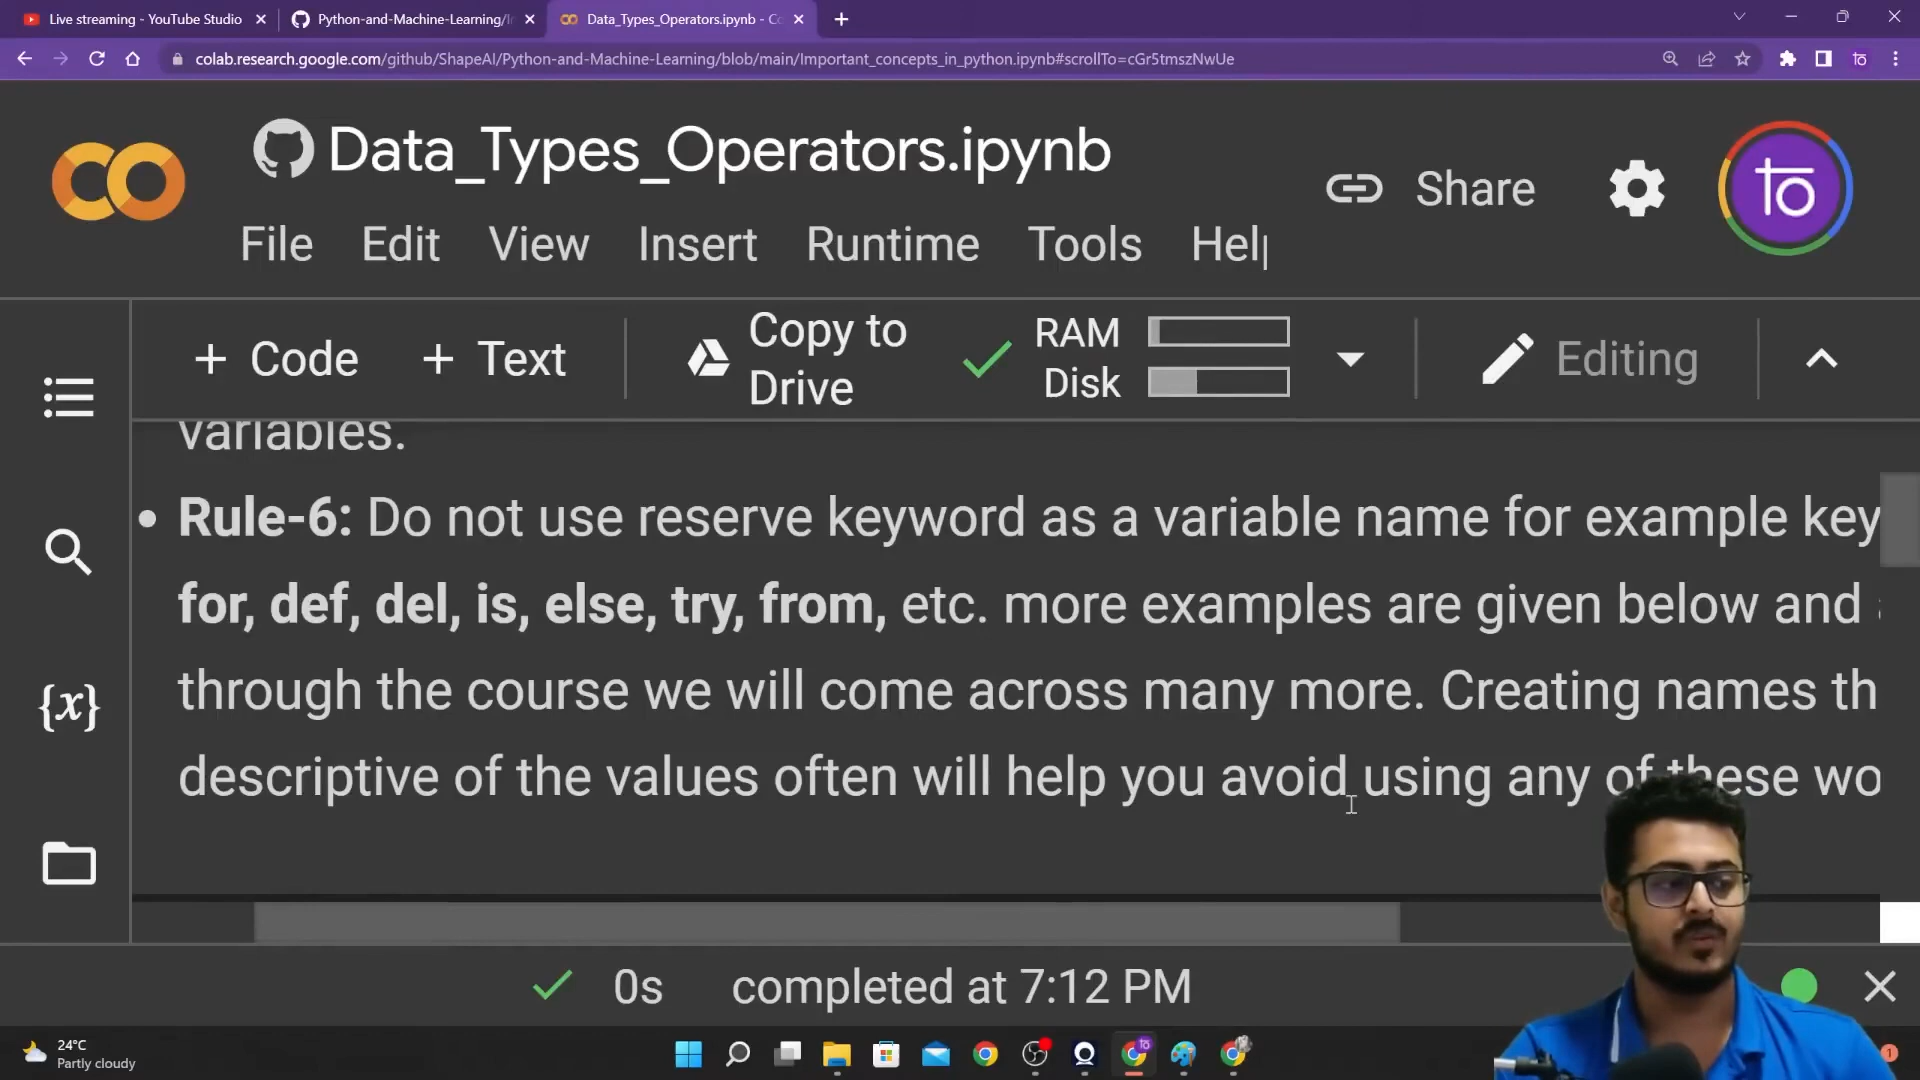 Live streaming - YouTube Studio
Python-and-Machine-Learning/
Data_Types_Operators.ipynb - Co
colab.research.google.com/github/ShapeAI/Python-and-Machine-Learning/blob/main/Important_concepts_in_python.ipynb#scrollTo=cGr5tmszNwUe
Data_Types_Operators.ipynb
Share
to
File Edit View Insert Runtime Tools Hel
+ Code + Text
Copy to
Drive
RAM
Disk
Editing
variables.
{x}
• Rule-6: Do not use reserve keyword as a variable name for example key
for, def, del, is, else, try, from, etc. more examples are given below and
through the course we will come across many more. Creating names th
descriptive of the values often will help you avoid using any of these wo
0s completed at 7:12 PM
24°C
Partly cloudy
1